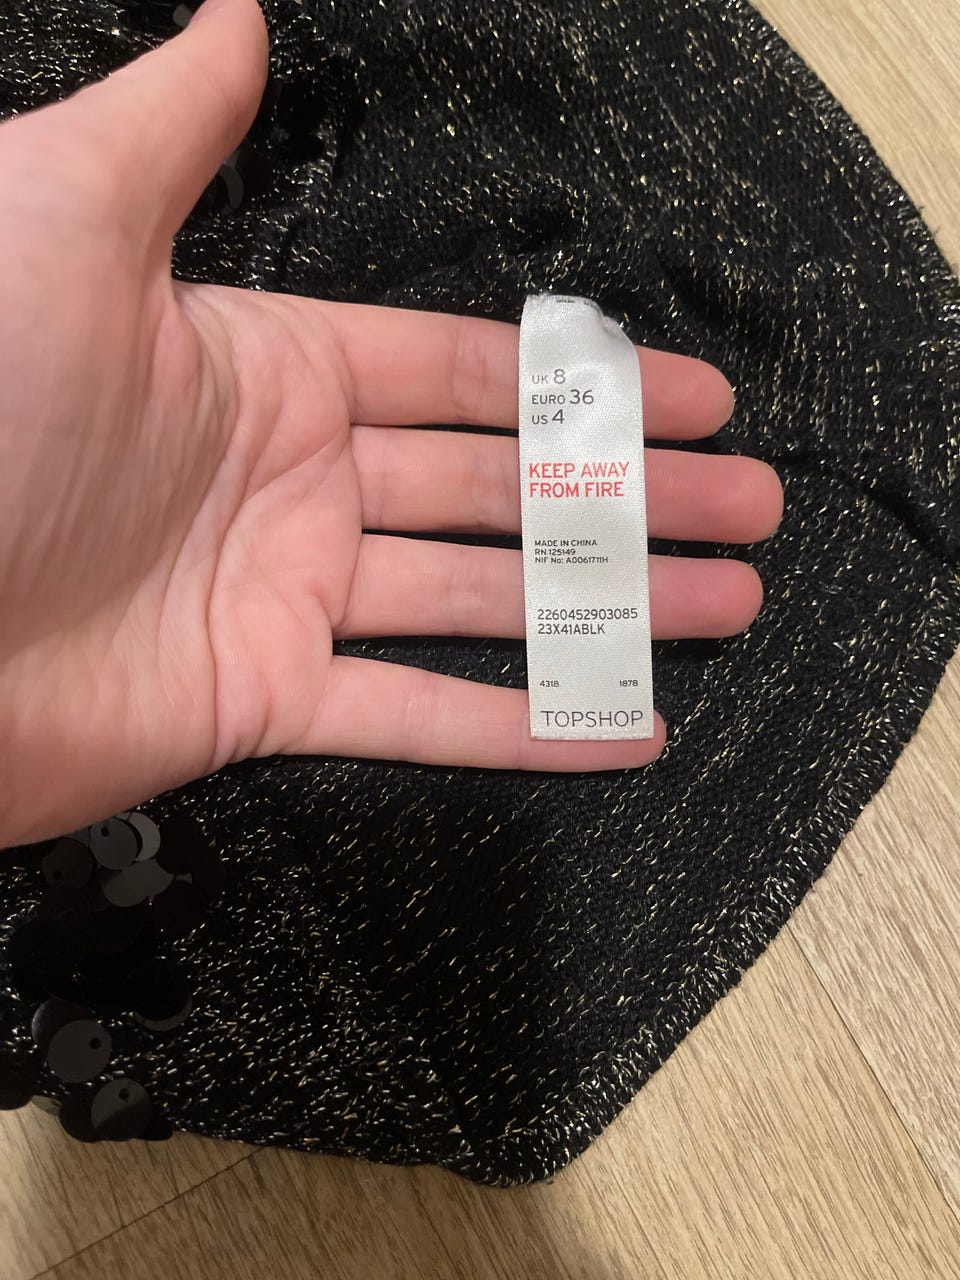 UK 8
EURO 36
US 4
KEEP AWAY
FROM FIRE
MADE IN CHINA
RN 125149
NIF No: A0061711H
2260452903085
23X41ABLK
4318 1878
TOPSHOP